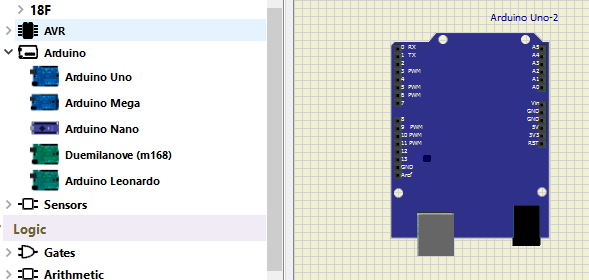 18F
AVR
Arduino
Arduino Uno
Arduino Mega
Arduino Nano
Duemilanove (m168)
Arduino Leonardo
Sensors
Logic
Gates
Arithmetic
Arduino Uno-2
0 RX
1 TX
2
3 PWM
4
5 PWM
6 PWM
7
8
9 PWM
10 PWM
11 PWM
12
13
GND
Aref
A5
A4
A3
A2
A1
A0
Vin
GND
GND
5V
3V3
RST